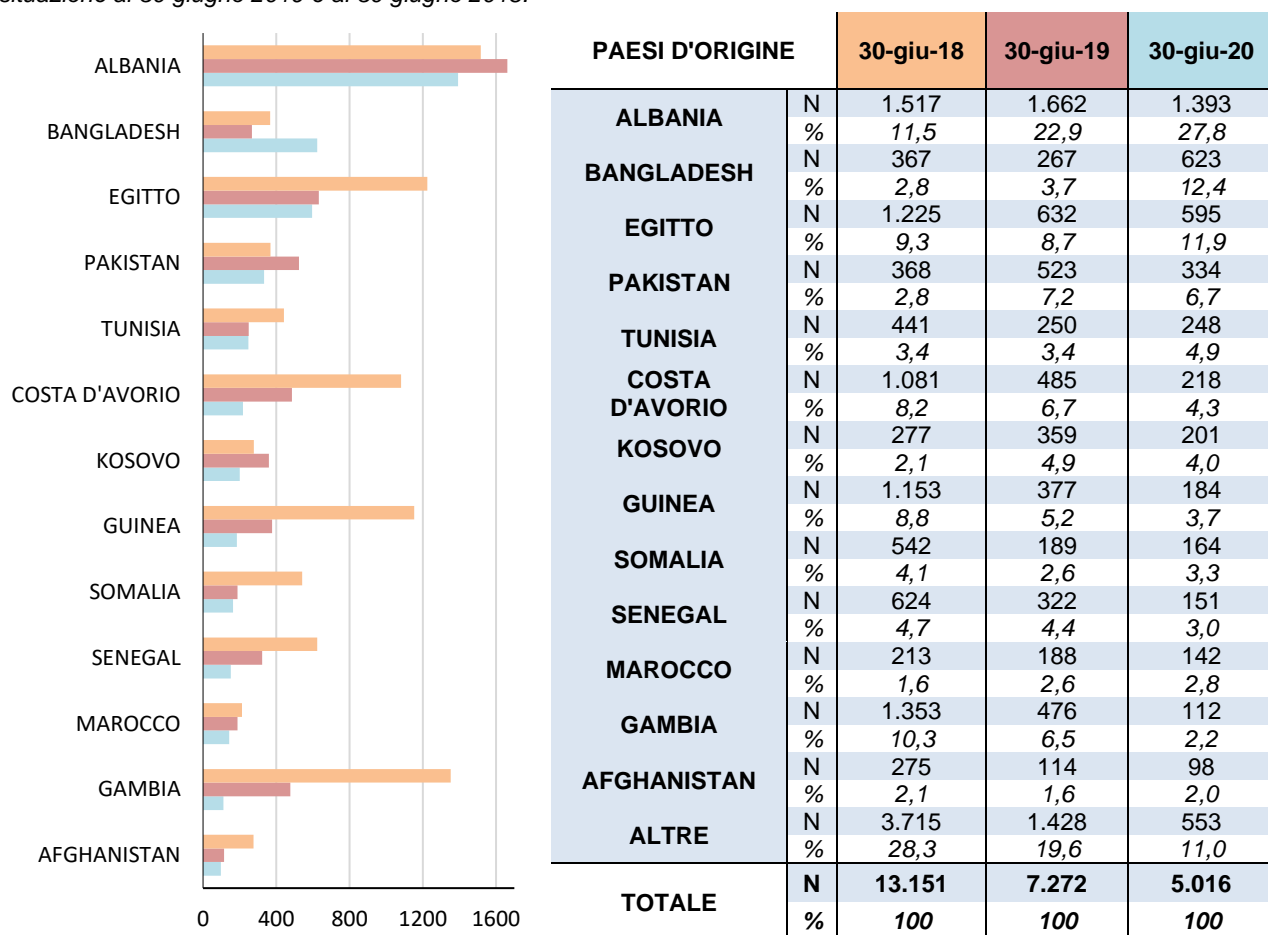 situazione al 30 giugno 2019 e al 30 giugno 2018.
ALBANIA
BANGLADESH
EGITTO
PAKISTAN
TUNISIA
COSTA D'AVORIO
KOSOVO
GUINEA
SOMALIA
SENEGAL
MAROCCO
GAMBIA
AFGHANISTAN
0 400 800 1200 1600
PAESI D'ORIGINE 30-giu-18 30-giu-19 30-giu-20
ALBANIA N 1.517 1.662 1.393
% 11,5 22,9 27,8
BANGLADESH N 367 267 623
% 2,8 3,7 12,4
EGITTO N 1.225 632 595
% 9,3 8,7 11,9
PAKISTAN N 368 523 334
% 2,8 7,2 6,7
TUNISIA N 441 250 248
% 3,4 3,4 4,9
COSTA N 1.081 485 218
D'AVORIO % 8,2 6,7 4,3
KOSOVO N 277 359 201
% 2,1 4,9 4,0
GUINEA N 1.153 377 184
% 8,8 5,2 3,7
SOMALIA N 542 189 164
% 4,1 2,6 3,3
SENEGAL N 624 322 151
% 4,7 4,4 3,0
MAROCCO N 213 188 142
% 1,6 2,6 2,8
GAMBIA N 1.353 476 112
% 10,3 6,5 2,2
AFGHANISTAN N 275 114 98
% 2,1 1,6 2,0
ALTRE N 3.715 1.428 553
% 28,3 19,6 11,0
TOTALE N 13.151 7.272 5.016
% 100 100 100